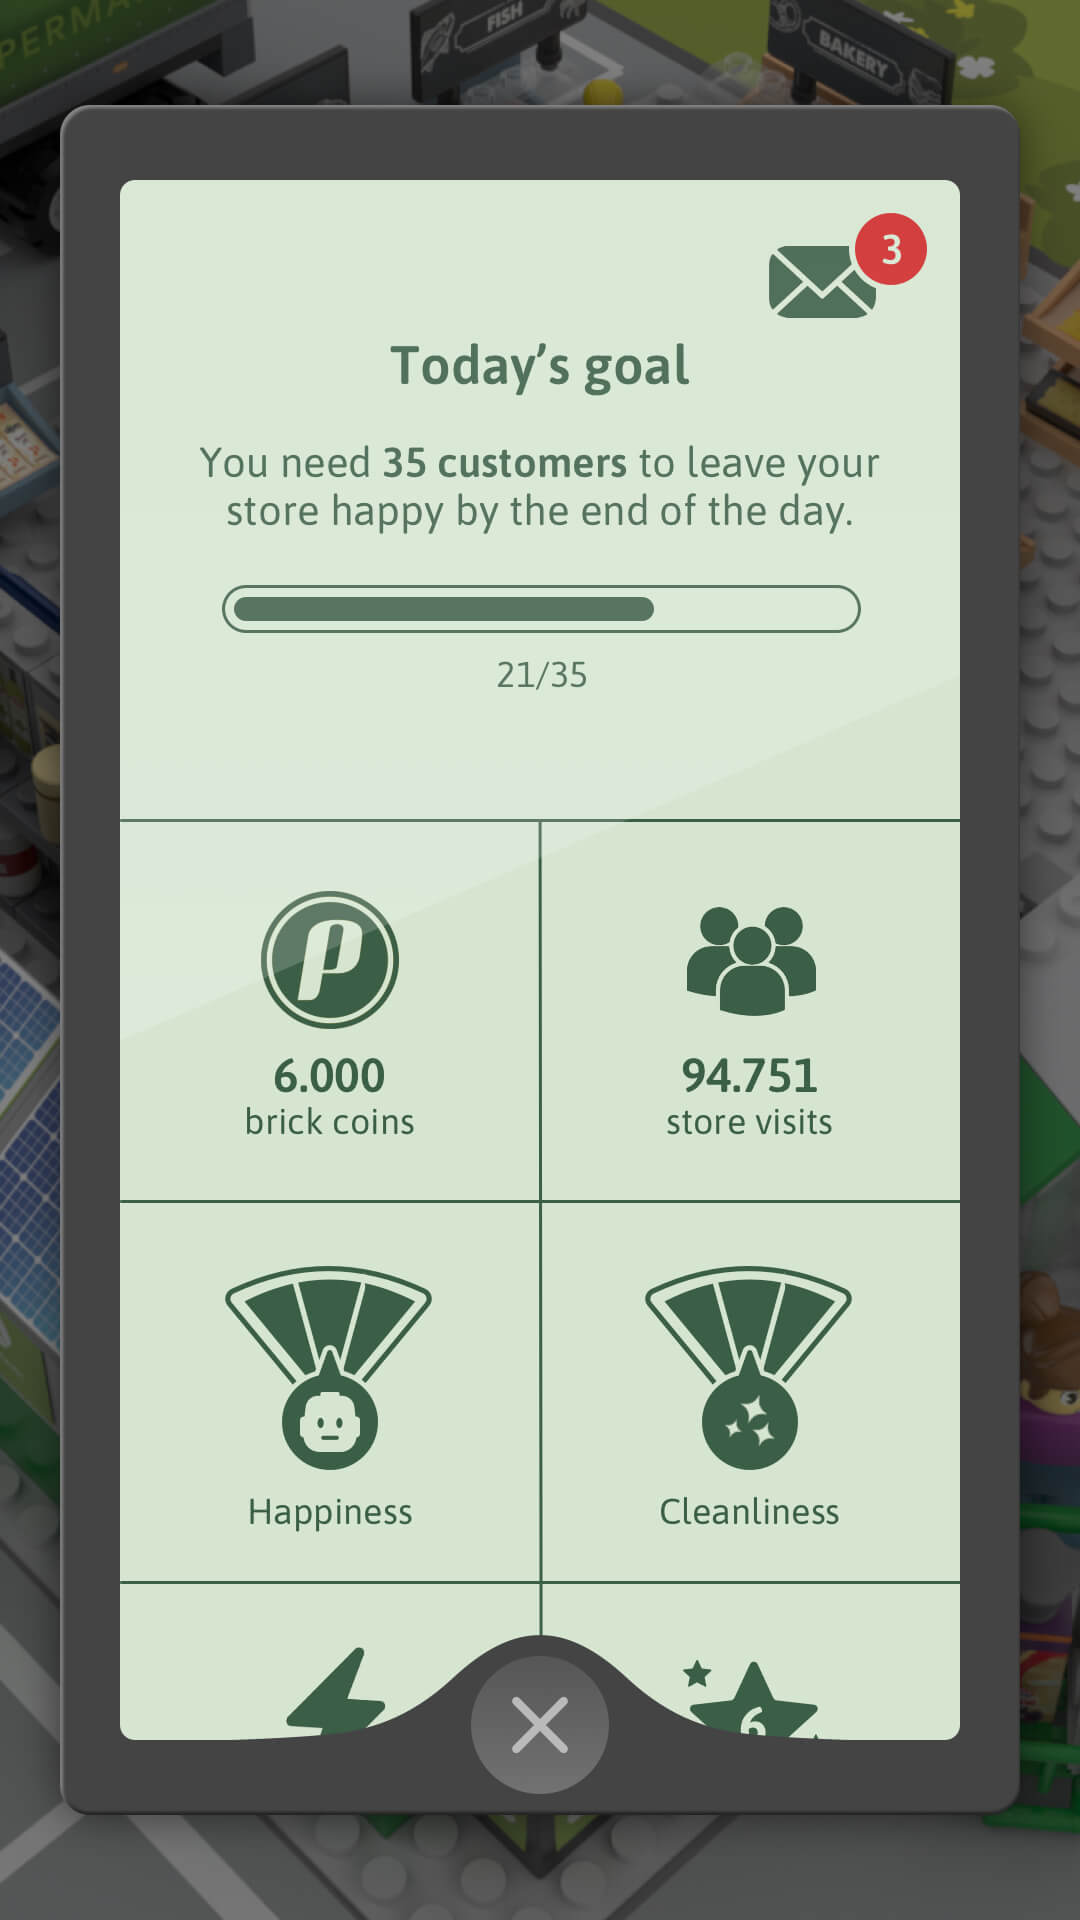 FISH
BAKERY
3
Today’s goal
You need 35 customers to leave your
store happy by the end of the day.
21/35
6.000
brick coins
94.751
store visits
Happiness
Cleanliness
6